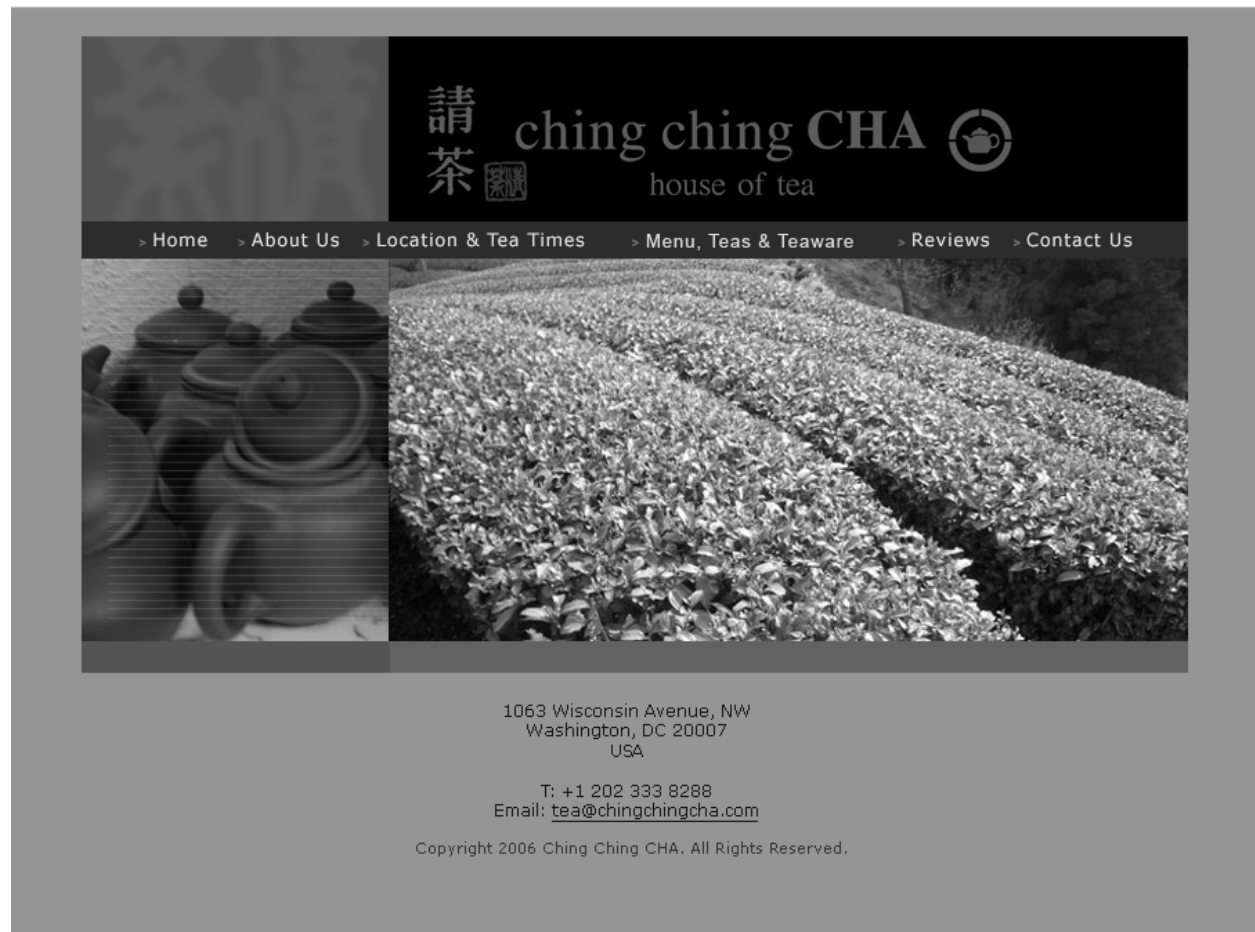 請茶
ching ching CHA
house of tea
> Home > About Us > Location & Tea Times > Menu, Teas & Teaware > Reviews > Contact Us
1063 Wisconsin Avenue, NW
Washington, DC 20007
USA
T: +1 202 333 8288
Email: tea@chingchingcha.com
Copyright 2006 Ching Ching CHA. All Rights Reserved.